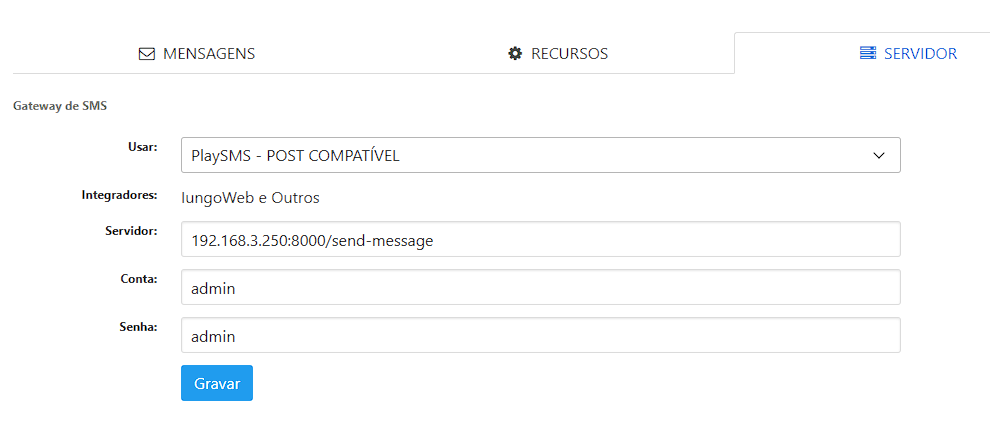 MENSAGENS RECURSOS SERVIDOR
Gateway de SMS
Usar: PlaySMS - POST COMPATÍVEL
Integradores: IungoWeb e Outros
Servidor: 192.168.3.250:8000/send-message
Conta: admin
Senha: admin
Gravar